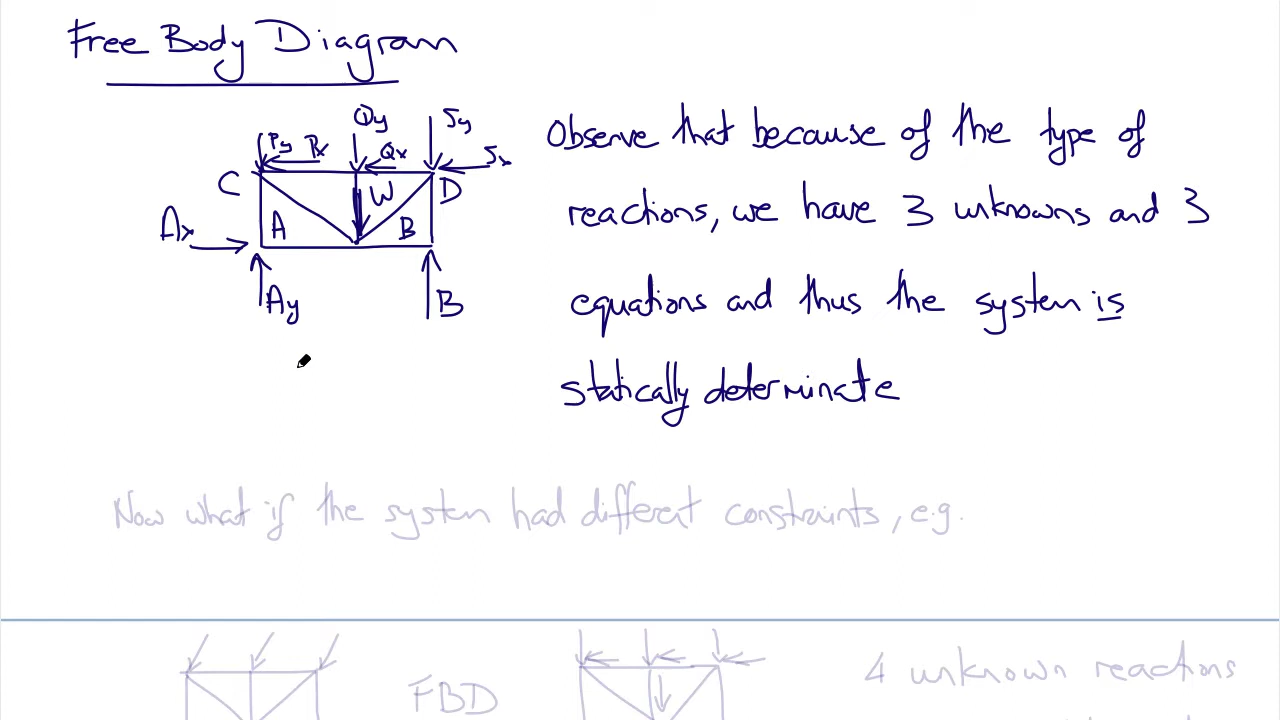 Free Body Diagram
Qy
Sy
Py Px
Qx
Sx
C
W
D
Ax
A
B
Ay
B
Observe that because of the type of
reactions, we have 3 unknowns and 3
equations and thus the system is
statically determinate
Now what if the system had different constraints, e.g.
FBD
4 unknown reactions